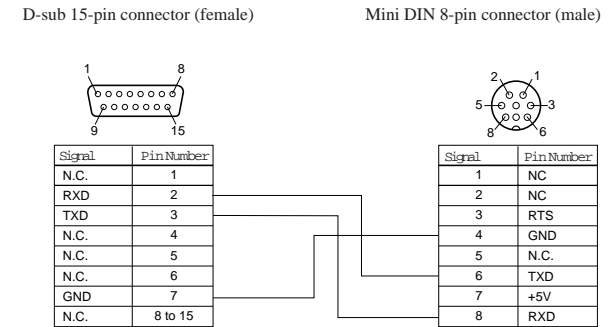 D-sub 15-pin connector (female) Mini DIN 8-pin connector (male)
1 8
9 15
2 1
5 3
8 6
Signal Pin Number
N.C. 1
RXD 2
TXD 3
N.C. 4
N.C. 5
N.C. 6
GND 7
N.C. 8 to 15
Signal Pin Number
1 NC
2 NC
3 RTS
4 GND
5 N.C.
6 TXD
7 +5V
8 RXD